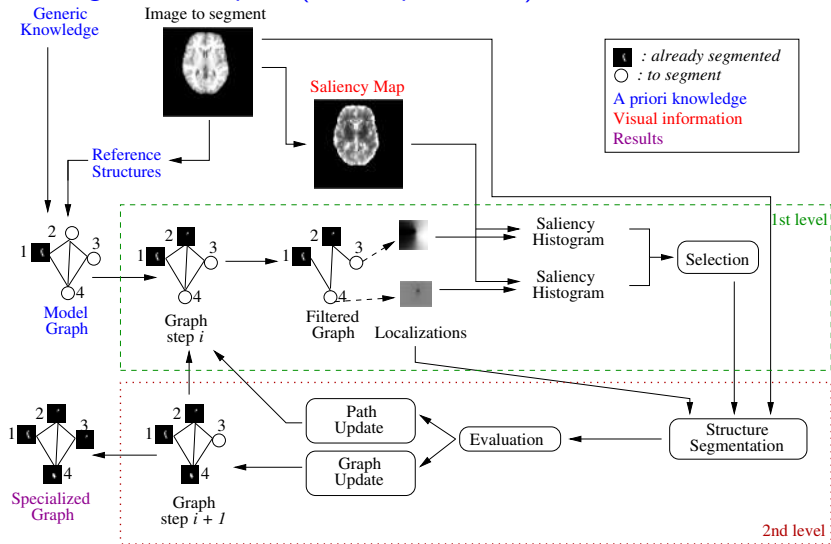 Generic
Knowledge
Image to segment
Saliency Map
: already segmented
: to segment
A priori knowledge
Visual information
Results
Reference
Structures
1st level
2
1
3
4
Model
Graph
2
1
3
4
Graph
step i
2
1
3
4
Filtered
Graph
Localizations
Saliency
Histogram
Saliency
Histogram
Selection
2
1
3
4
Specialized
Graph
2
1
3
4
Graph
step i + 1
Path
Update
Graph
Update
Evaluation
Structure
Segmentation
2nd level